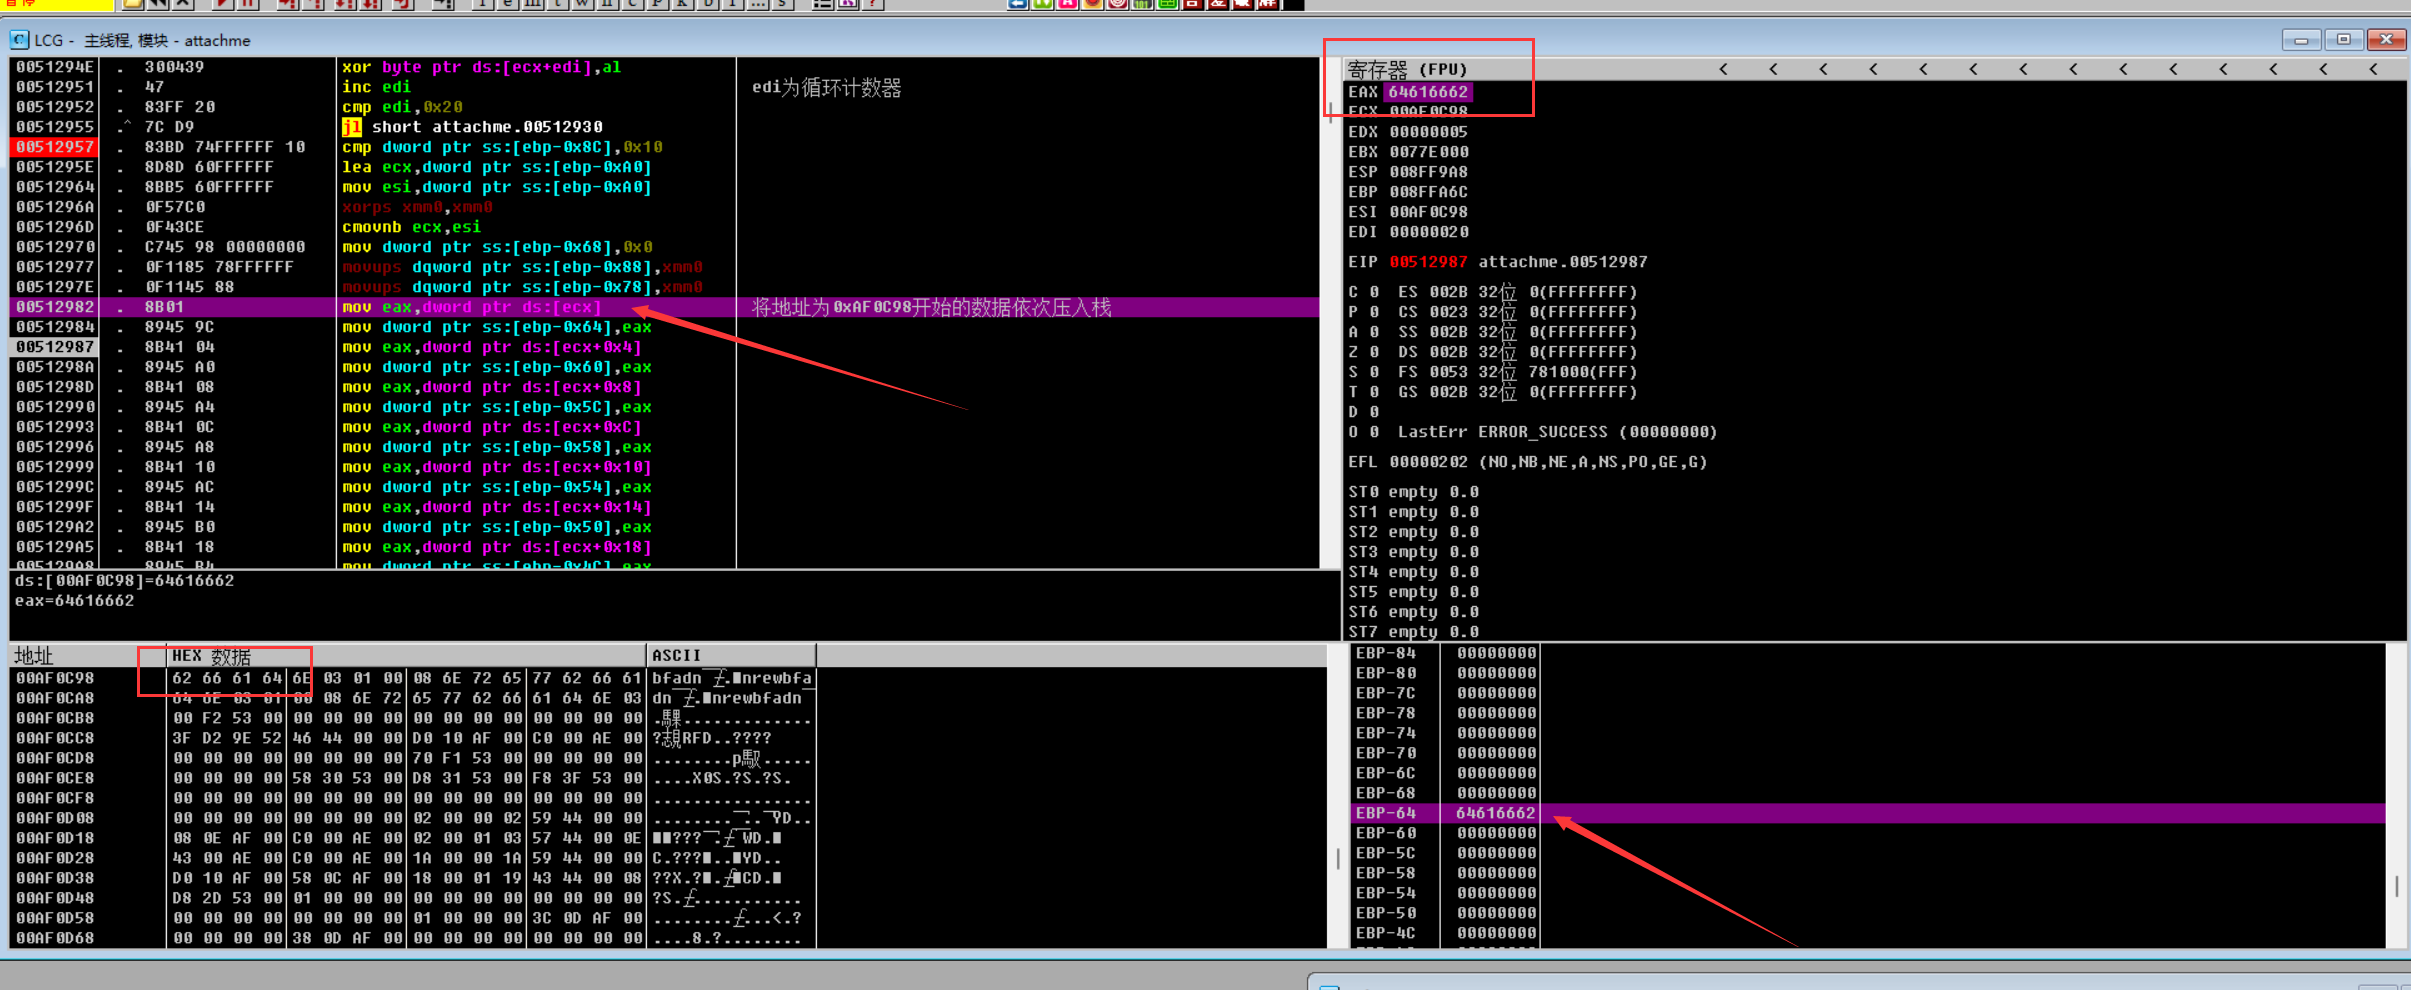 LCG - 主线程, 模块 - attachme
0051294E . 300439 xor byte ptr ds:[ecx+edi],al
00512951 . 47 inc edi edi为循环计数器
00512952 . 83FF 20 cmp edi,0x20
00512955 .^ 7C D9 jl short attachme.00512930
00512957 . 83BD 74FFFFFF 10 cmp dword ptr ss:[ebp-0x8C],0x10
0051295E . 8D8D 60FFFFFF lea ecx,dword ptr ss:[ebp-0xA0]
00512964 . 8BB5 60FFFFFF mov esi,dword ptr ss:[ebp-0xA0]
0051296A . 0F57C0 xorps xmm0,xmm0
0051296D . 0F43CE cmovnb ecx,esi
00512970 . C745 98 00000000 mov dword ptr ss:[ebp-0x68],0x0
00512977 . 0F1185 78FFFFFF movups dqword ptr ss:[ebp-0x88],xmm0
0051297E . 0F1145 88 movups dqword ptr ss:[ebp-0x78],xmm0
00512982 . 8B01 mov eax,dword ptr ds:[ecx] 将地址为0xAF0C98开始的数据依次压入栈
00512984 . 8945 9C mov dword ptr ss:[ebp-0x64],eax
00512987 . 8B41 04 mov eax,dword ptr ds:[ecx+0x4]
0051298A . 8945 A0 mov dword ptr ss:[ebp-0x60],eax
0051298D . 8B41 08 mov eax,dword ptr ds:[ecx+0x8]
00512990 . 8945 A4 mov dword ptr ss:[ebp-0x5C],eax
00512993 . 8B41 0C mov eax,dword ptr ds:[ecx+0xC]
00512996 . 8945 A8 mov dword ptr ss:[ebp-0x58],eax
00512999 . 8B41 10 mov eax,dword ptr ds:[ecx+0x10]
0051299C . 8945 AC mov dword ptr ss:[ebp-0x54],eax
0051299F . 8B41 14 mov eax,dword ptr ds:[ecx+0x14]
005129A2 . 8945 B0 mov dword ptr ss:[ebp-0x50],eax
005129A5 . 8B41 18 mov eax,dword ptr ds:[ecx+0x18]
005129A8 . 8945 B4 mov dword ptr ss:[ebp-0x4C],eax
ds:[00AF0C98]=64616662
eax=64616662
寄存器 (FPU) < < < < < < < < < < < < < <
EAX 64616662
ECX 00AF0C98
EDX 00000005
EBX 0077E000
ESP 008FF9A8
EBP 008FFA6C
ESI 00AF0C98
EDI 00000020
EIP 00512987 attachme.00512987
C 0 ES 002B 32位 0(FFFFFFFF)
P 0 CS 0023 32位 0(FFFFFFFF)
A 0 SS 002B 32位 0(FFFFFFFF)
Z 0 DS 002B 32位 0(FFFFFFFF)
S 0 FS 0053 32位 781000(FFF)
T 0 GS 002B 32位 0(FFFFFFFF)
D 0
O 0 LastErr ERROR_SUCCESS (00000000)
EFL 00000202 (NO,NB,NE,A,NS,PO,GE,G)
ST0 empty 0.0
ST1 empty 0.0
ST2 empty 0.0
ST3 empty 0.0
ST4 empty 0.0
ST5 empty 0.0
ST6 empty 0.0
ST7 empty 0.0
地址 HEX 数据 ASCII
00AF0C98 62 66 61 64 6E 03 01 00 08 6E 72 65 77 62 66 61
00AF0CA8 64 6E 03 01 00 08 6E 72 65 77 62 66 61 64 6E 03
00AF0CB8 00 F2 53 00 00 00 00 00 00 00 00 00 00 00 00 00
00AF0CC8 3F D2 9E 52 46 44 00 00 D0 10 AF 00 C0 00 AE 00
00AF0CD8 00 00 00 00 00 00 00 00 70 F1 53 00 00 00 00 00
00AF0CE8 00 00 00 00 58 30 53 00 D8 31 53 00 F8 3F 53 00 ....X0S.?S.?S.
00AF0CF8 00 00 00 00 00 00 00 00 00 00 00 00 00 00 00 00 ................
00AF0D08 00 00 00 00 00 00 00 00 02 00 00 02 59 44 00 00
00AF0D18 08 0E AF 00 C0 00 AE 00 02 00 01 03 57 44 00 0E
00AF0D28 43 00 AE 00 C0 00 AE 00 1A 00 00 1A 59 44 00 00
00AF0D38 D0 10 AF 00 58 0C AF 00 18 00 01 19 43 44 00 08
00AF0D48 D8 2D 53 00 01 00 00 00 00 00 00 00 00 00 00 00
00AF0D58 00 00 00 00 00 00 00 00 01 00 00 00 3C 0D AF 00
00AF0D68 00 00 00 00 38 0D AF 00 00 00 00 00 00 00 00 00 ....8.?........
EBP-84 00000000
EBP-80 00000000
EBP-7C 00000000
EBP-78 00000000
EBP-74 00000000
EBP-70 00000000
EBP-6C 00000000
EBP-68 00000000
EBP-64 64616662
EBP-60 00000000
EBP-5C 00000000
EBP-58 00000000
EBP-54 00000000
EBP-50 00000000
EBP-4C 00000000